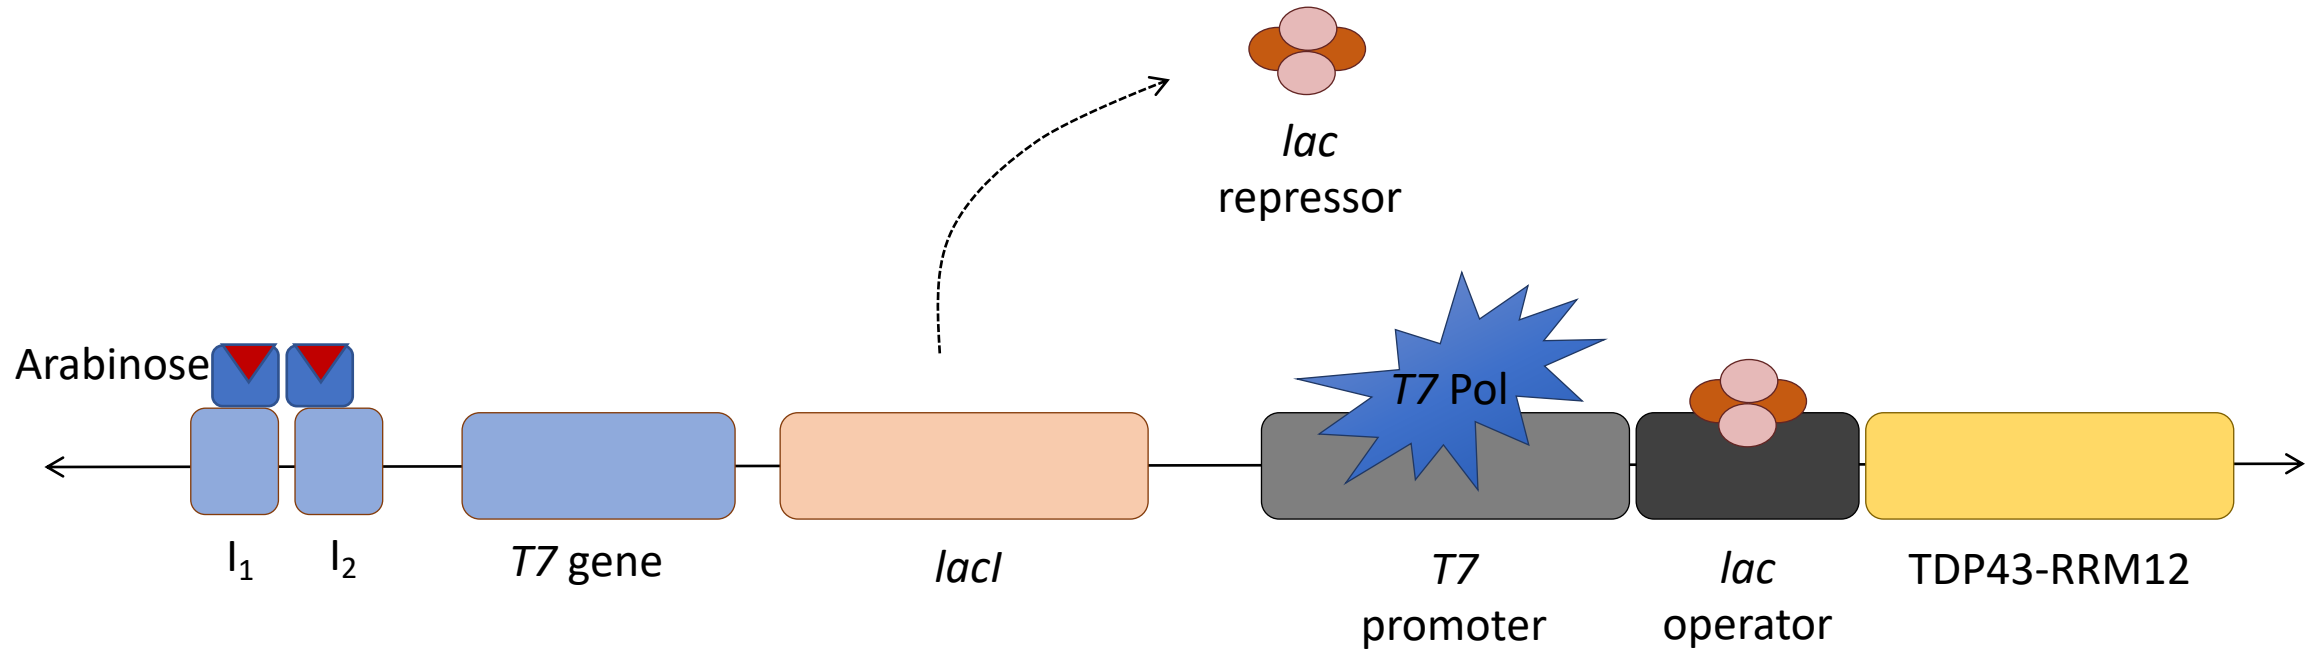 lac
repressor
Arabinose
T7 Pol
I₁
I₂
T7 gene
lacI
T7
promoter
lac
operator
TDP43-RRM12